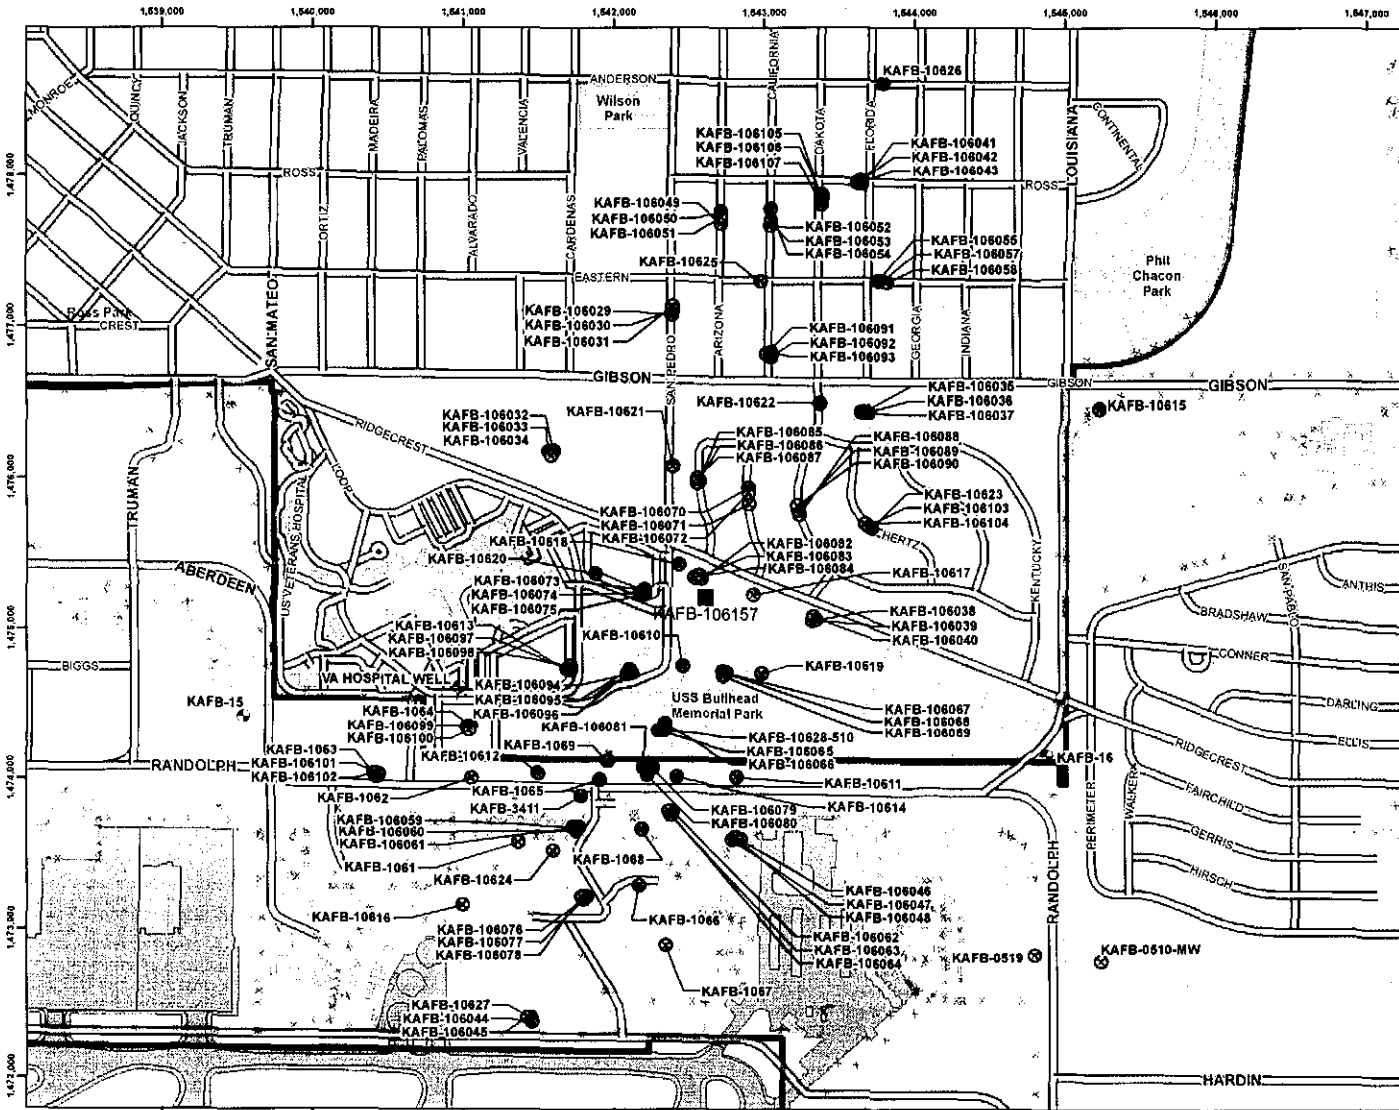 1,539,000
1,540,000
1,541,000
1,542,000
1,543,000
1,544,000
1,545,000
1,546,000
1,547,000
KAFB-10626
ANDERSON
Wilson
Park
MONROE
QUINCY
JACKSON
TRUMAN
MADEIRA
PALOMAS
VALENCIA
CALIFORNIA
DAKOTA
FLORIDA
LOUISIANA
CONTINENTAL
KAFB-106105
KAFB-106106
KAFB-106107
KAFB-106041
KAFB-106042
KAFB-106043
1,478,000
ROSS
ROSS
ORTIZ
ALVARADO
CARDENAS
KAFB-106049
KAFB-106050
KAFB-106051
KAFB-106052
KAFB-106053
KAFB-106054
KAFB-106055
KAFB-106057
KAFB-106058
KAFB-10625
EASTERN
Phil
Chacon
Park
SAN MATEO
Ross Park
CREST
1,477,000
KAFB-106029
KAFB-106030
KAFB-106031
SAN PEDRO
ARIZONA
GEORGIA
INDIANA
KAFB-106091
KAFB-106092
KAFB-106093
GIBSON
GIBSON
GIBSON
KAFB-106035
KAFB-106036
KAFB-106037
KAFB-10622
KAFB-10621
KAFB-10615
KAFB-106032
KAFB-106033
KAFB-106034
RIDGECREST
LOOP
US VETERANS HOSPITAL
TRUMAN
1,476,000
KAFB-106085
KAFB-106086
KAFB-106087
KAFB-106088
KAFB-106089
KAFB-106090
KAFB-10623
KAFB-106103
KAFB-106104
HERTZ
KENTUCKY
KAFB-106070
KAFB-106071
KAFB-106072
KAFB-10618
KAFB-10620
KAFB-106082
KAFB-106083
KAFB-106084
KAFB-10617
ABERDEEN
KAFB-106073
KAFB-106074
KAFB-106075
KAFB-106157
SAN PABLO
ANTHIS
BRADSHAW
1,475,000
KAFB-106038
KAFB-106039
KAFB-106040
KAFB-10613
KAFB-106097
KAFB-106098
KAFB-10610
KAFB-10619
CONNER
BIGGS
VA HOSPITAL WELL
KAFB-106094
KAFB-106095
KAFB-106096
USS Bullhead
Memorial Park
KAFB-15
DARLING
KAFB-106067
KAFB-106068
KAFB-106069
KAFB-1064
KAFB-106099
KAFB-106100
KAFB-106081
KAFB-10628-510
KAFB-106065
KAFB-106066
ELLIS
RIDGECREST
KAFB-1063
KAFB-106101
KAFB-106102
KAFB-10612
KAFB-1069
KAFB-16
RANDOLPH
1,474,000
KAFB-1062
KAFB-1065
KAFB-3411
KAFB-10611
KAFB-10614
PERIMETER
WALKER
FAIRCHILD
KAFB-106059
KAFB-106060
KAFB-106061
KAFB-106079
KAFB-106080
GERRIS
KAFB-1061
KAFB-10624
KAFB-1068
HIRSCH
RANDOLPH
KAFB-106046
KAFB-106047
KAFB-106048
KAFB-10616
KAFB-1066
1,473,000
KAFB-106076
KAFB-106077
KAFB-106078
KAFB-106062
KAFB-106063
KAFB-106064
KAFB-0519
KAFB-0510-MW
KAFB-1067
KAFB-10627
KAFB-106044
KAFB-106045
1,472,000
HARDIN